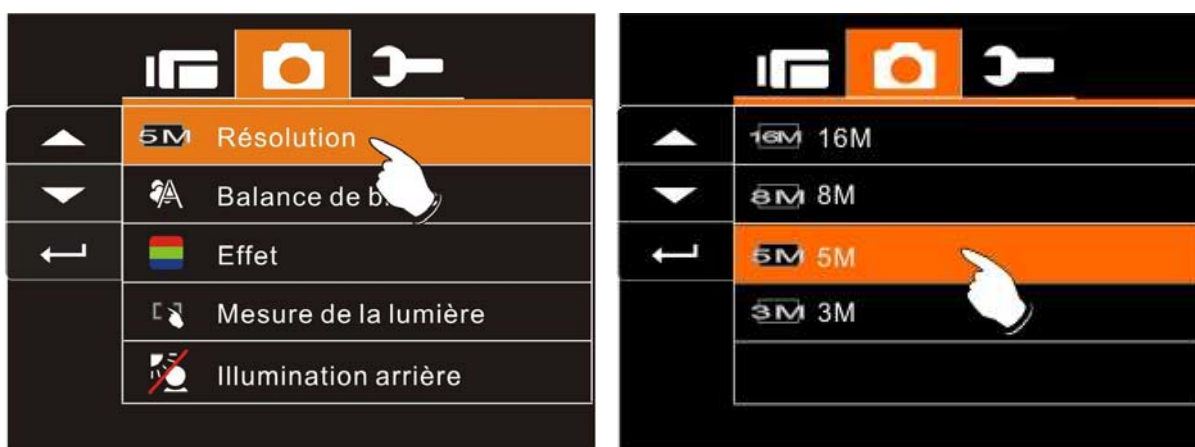 5M Résolution
Balance de b
Effet
Mesure de la lumière
Illumination arrière
16M 16M
8M 8M
5M 5M
3M 3M